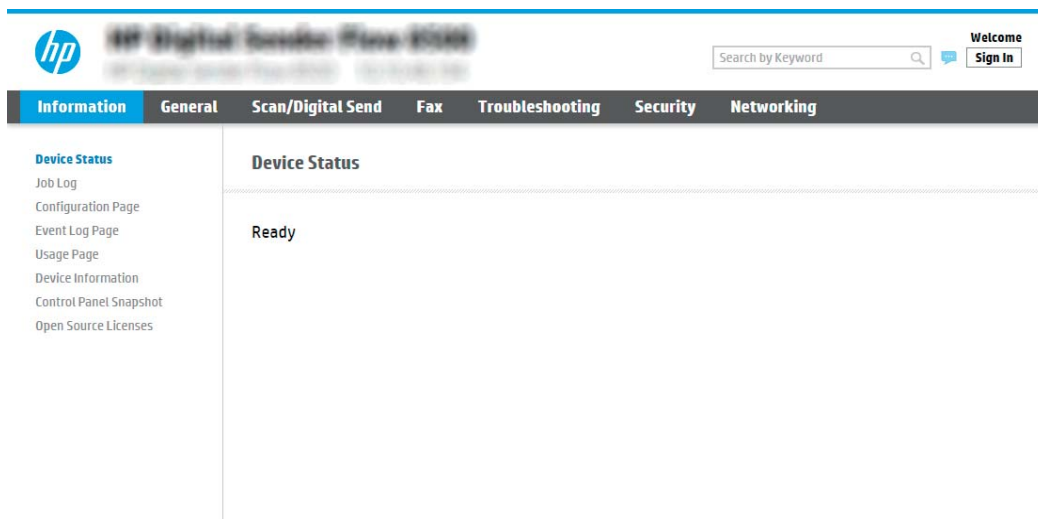 hp
Welcome
Search by Keyword
Sign In
Information General Scan/Digital Send Fax Troubleshooting Security Networking
Device Status
Job Log
Configuration Page
Event Log Page
Usage Page
Device Information
Control Panel Snapshot
Open Source Licenses
Device Status
Ready